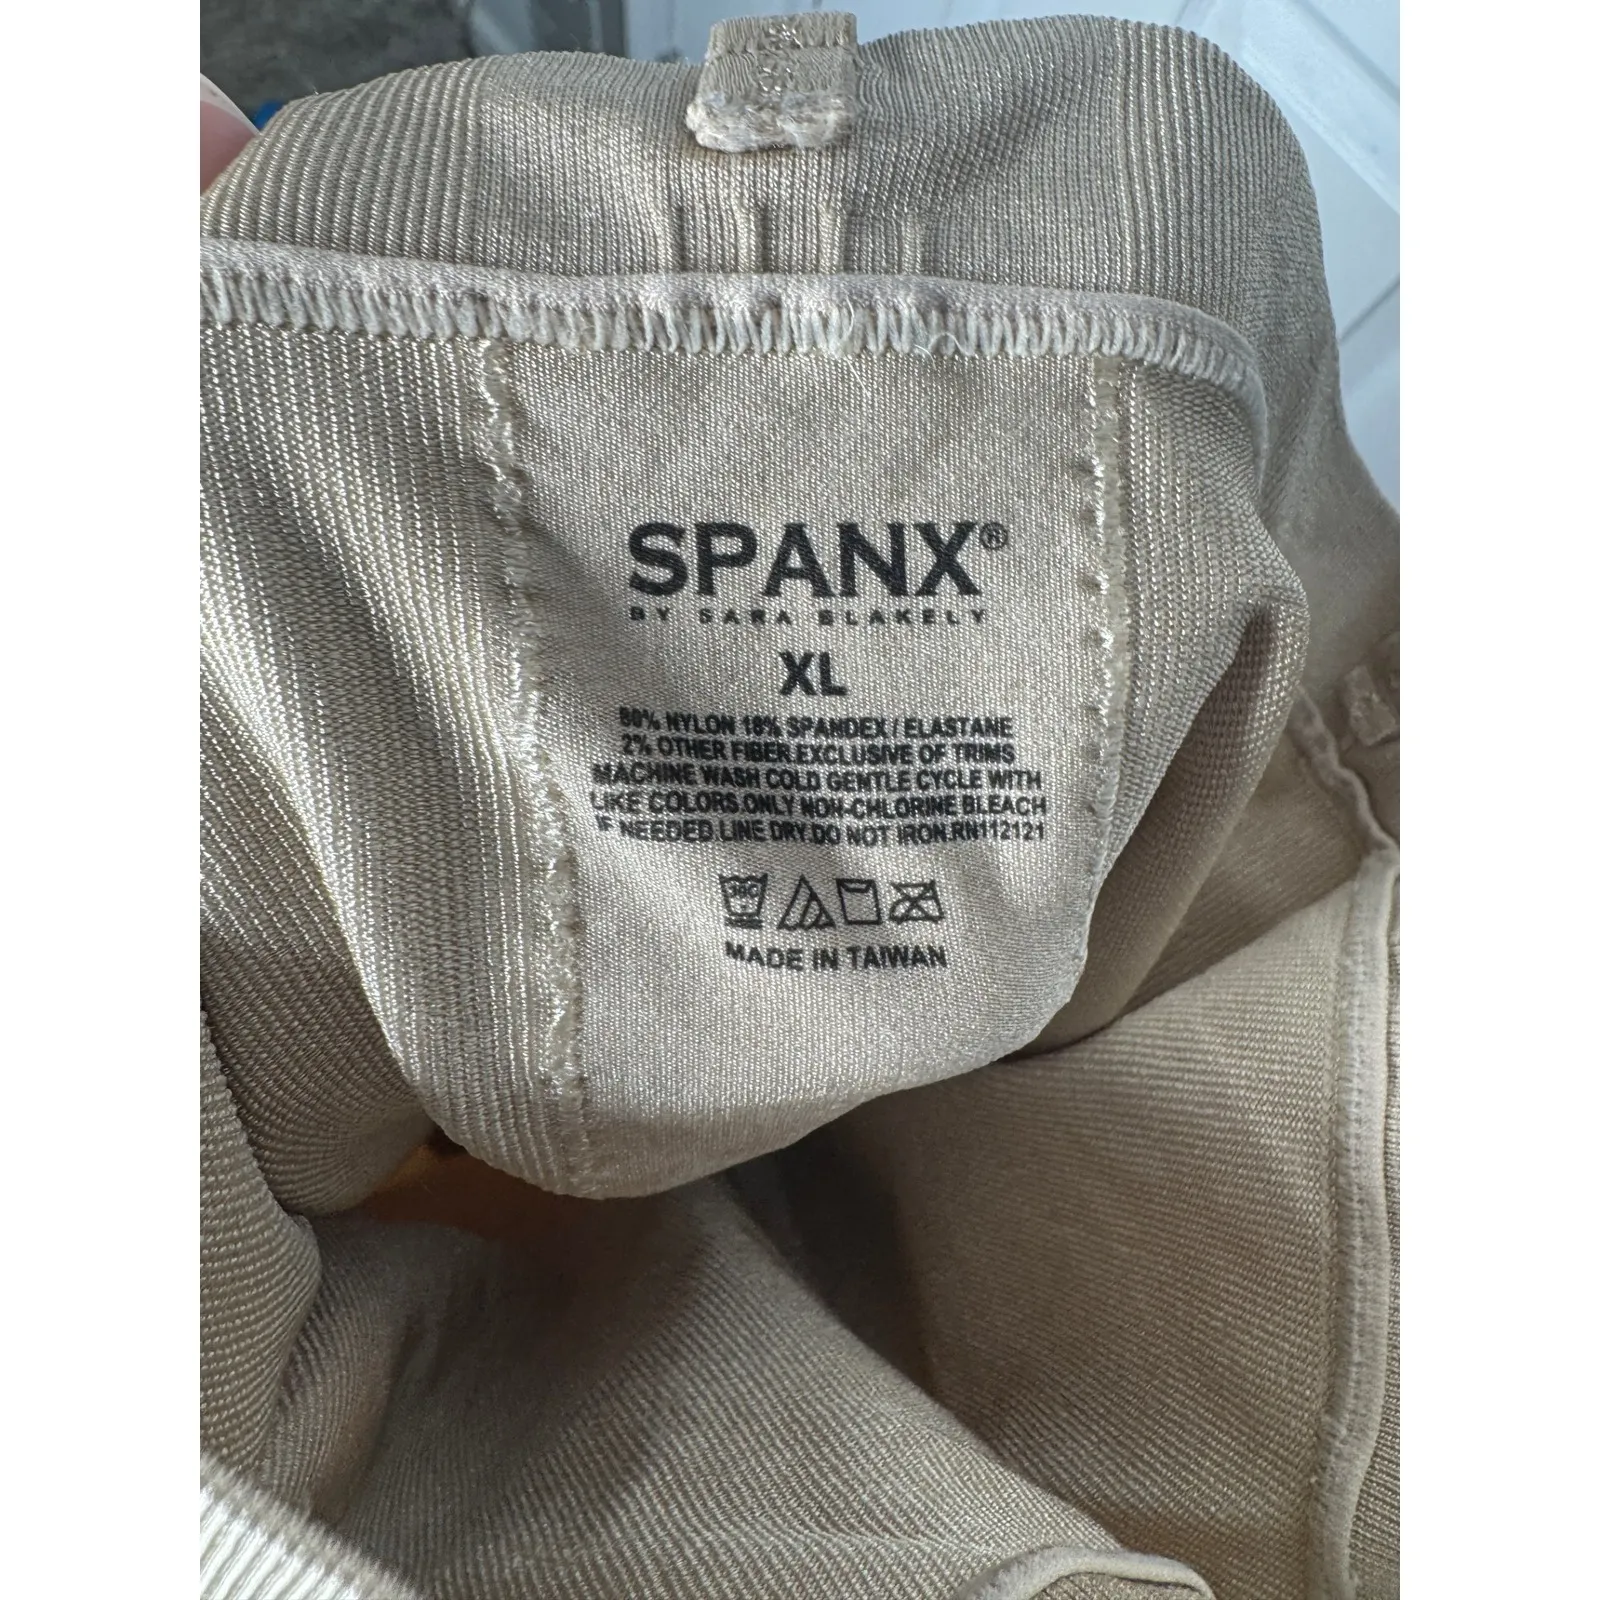 SPANX®
BY SARA BLAKELY
XL
80% NYLON 18% SPANDEX / ELASTANE
2% OTHER FIBER.EXCLUSIVE OF TRIMS
MACHINE WASH COLD GENTLE CYCLE WITH
LIKE COLORS.ONLY NON-CHLORINE BLEACH
IF NEEDED.LINE DRY.DO NOT IRON.RN112121
MADE IN TAIWAN